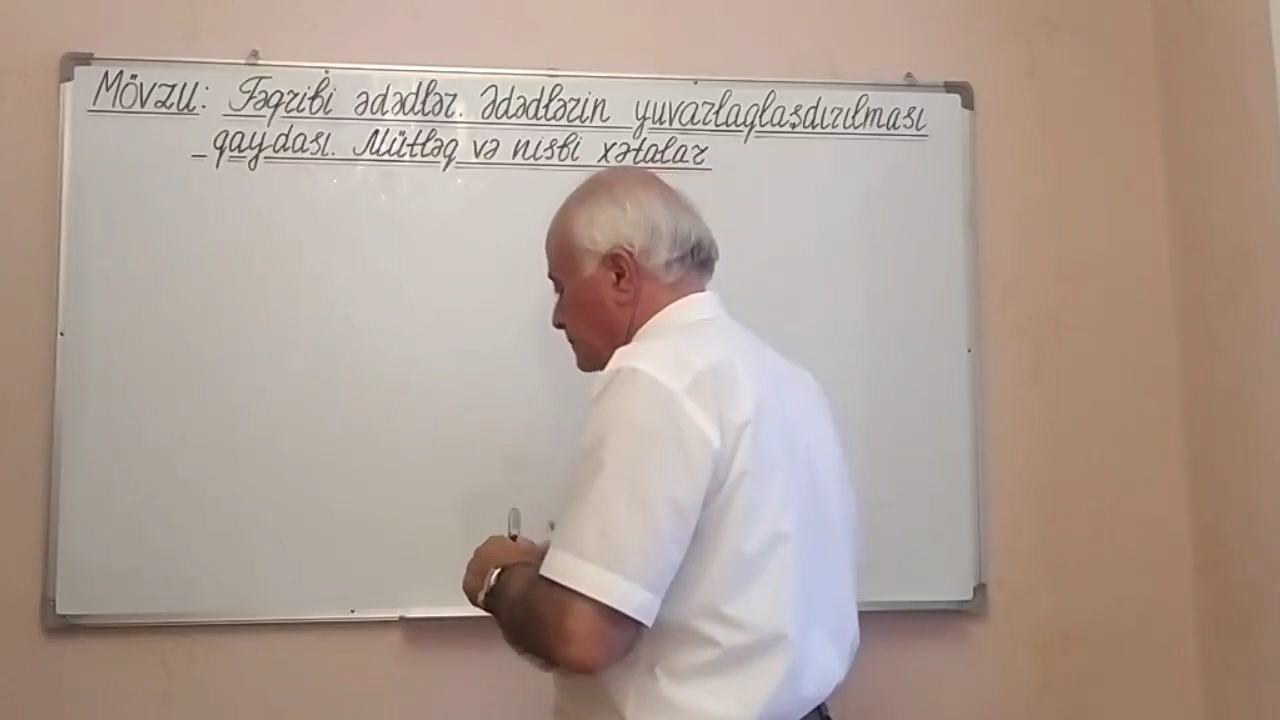 MÖVZU: Təqribi ədədlər. Ədədlərin yuvarlaqlaşdırılması
qaydası. Mütləq və nisbi xətalar